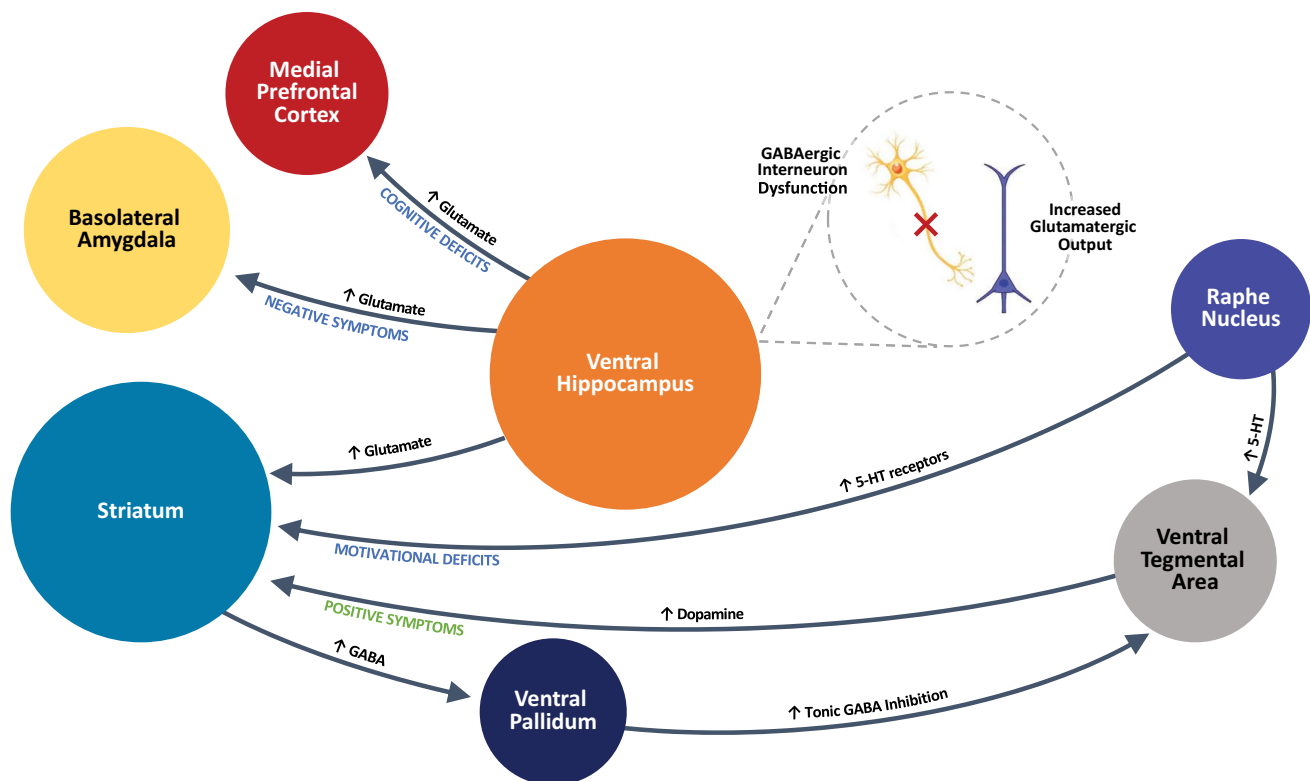 Medial
Prefrontal
Cortex
Basolateral
Amygdala
↑ Glutamate
COGNITIVE DEFICITS
↑ Glutamate
NEGATIVE SYMPTOMS
Ventral
Hippocampus
GABAergic
Interneuron
Dysfunction
Increased
Glutamatergic
Output
Raphe
Nucleus
↑ Glutamate
↑ 5-HT receptors
↑ 5-HT
Striatum
MOTIVATIONAL DEFICITS
Ventral
Tegmental
Area
POSITIVE SYMPTOMS
↑ Dopamine
↑ GABA
Ventral
Pallidum
↑ Tonic GABA Inhibition